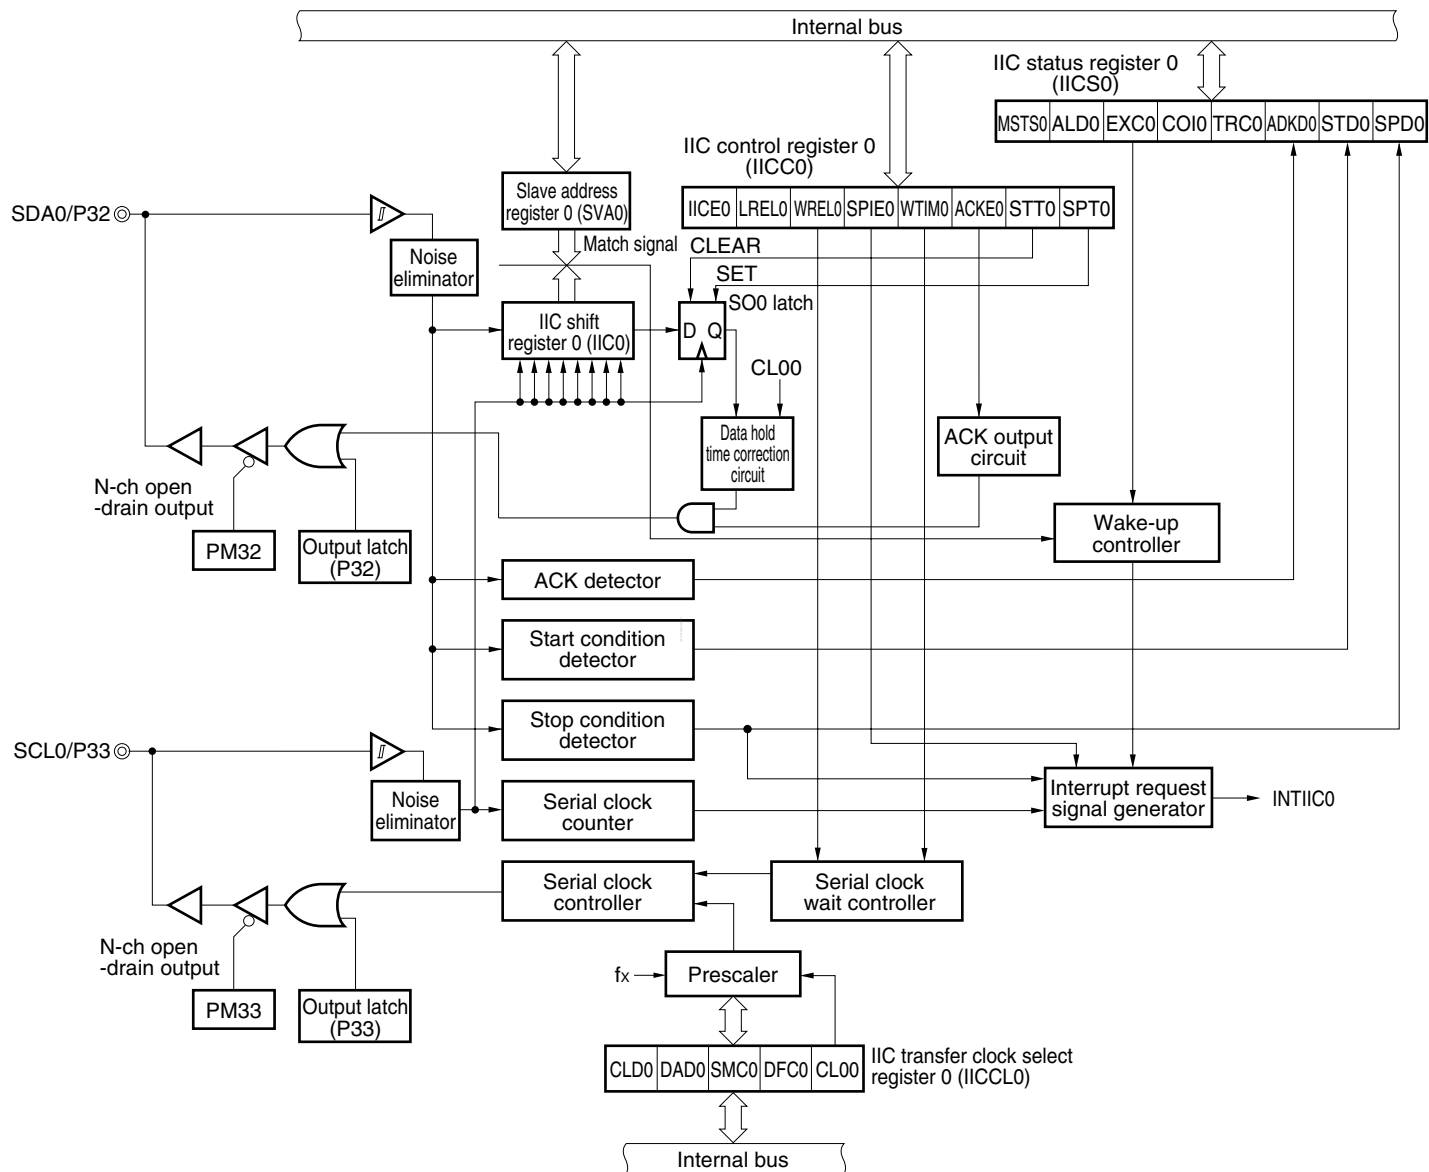 Internal bus
IIC status register 0
(IICS0)
MSTS0 ALD0 EXC0 COI0 TRC0 ADKD0 STD0 SPD0
IIC control register 0
(IICC0)
IICE0 LREL0 WREL0 SPIE0 WTIM0 ACKE0 STT0 SPT0
Slave address
register 0 (SVA0)
SDA0/P32
Match signal
CLEAR
SET
Noise
eliminator
SO0 latch
IIC shift
register 0 (IIC0)
D Q
CL00
Data hold
time correction
circuit
ACK output
circuit
N-ch open
-drain output
PM32
Output latch
(P32)
Wake-up
controller
ACK detector
Start condition
detector
Stop condition
detector
SCL0/P33
Noise
eliminator
Serial clock
counter
Interrupt request
signal generator
INTIIC0
Serial clock
controller
Serial clock
wait controller
N-ch open
-drain output
PM33
Output latch
(P33)
fx
Prescaler
CLD0 DAD0 SMC0 DFC0 CL00
IIC transfer clock select
register 0 (IICCL0)
Internal bus